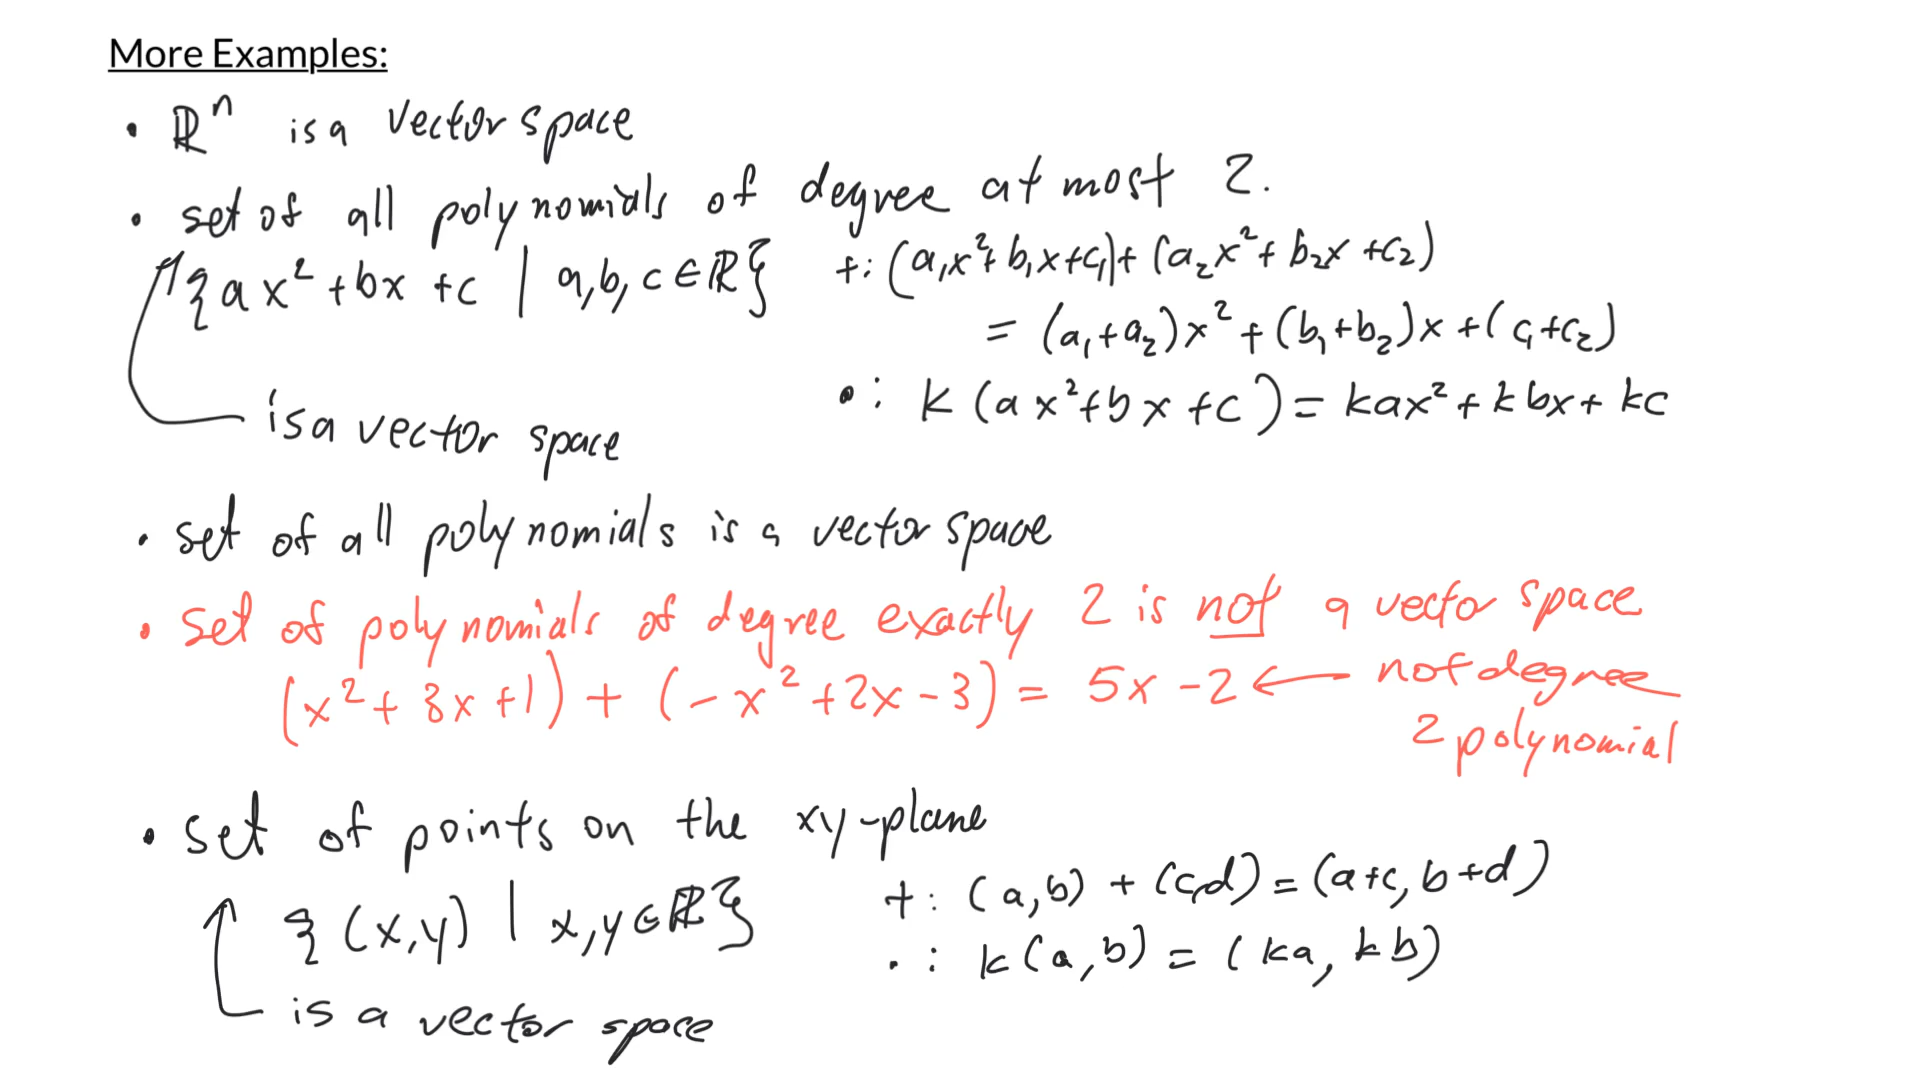 More Examples:
• ℝⁿ is a vector space
• set of all polynomials of degree at most 2.
{ax² + bx + c | a, b, c ∈ ℝ}
+: (a₁x² + b₁x + c₁) + (a₂x² + b₂x + c₂)
= (a₁ + a₂)x² + (b₁ + b₂)x + (c₁ + c₂)
•: k(ax² + bx + c) = kax² + kbx + kc
is a vector space
• set of all polynomials is a vector space
• set of polynomials of degree exactly 2 is not a vector space
(x² + 3x + 1) + (-x² + 2x - 3) = 5x - 2 ← not degree
2 polynomial
• set of points on the xy-plane
{(x,y) | x, y ∈ ℝ}
+: (a,b) + (c,d) = (a+c, b+d)
•: k(a,b) = (ka, kb)
is a vector space